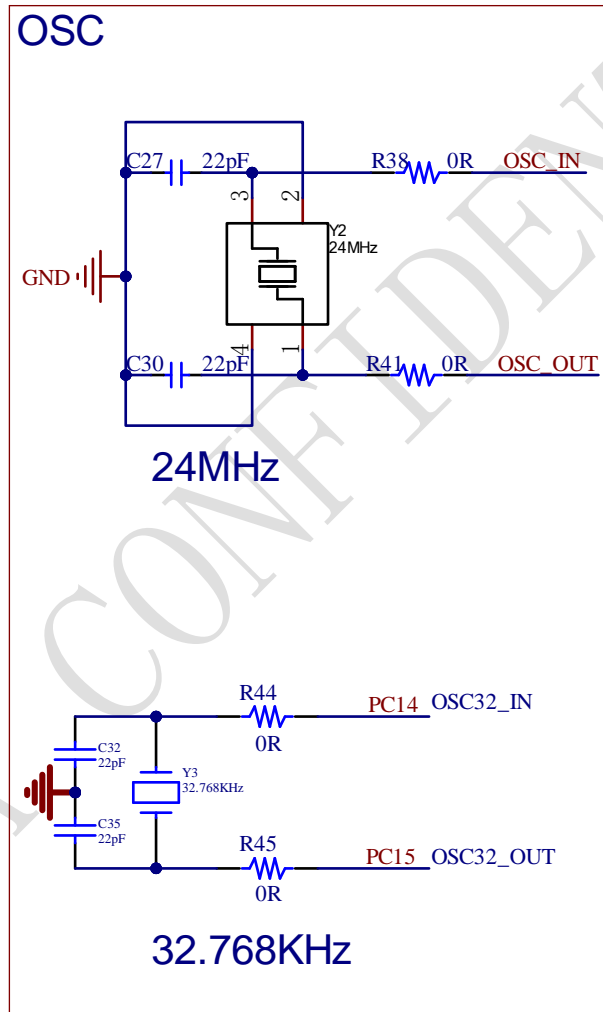 OSC
C27 22pF R38 0R OSC_IN
3 2
Y2
24MHz
GND
4 1
C30 22pF R41 0R OSC_OUT
24MHz
CONFIDENT
R44 PC14 OSC32_IN
0R
C32
22pF
Y3
32.768KHz
C35
22pF
R45 PC15 OSC32_OUT
0R
32.768KHz